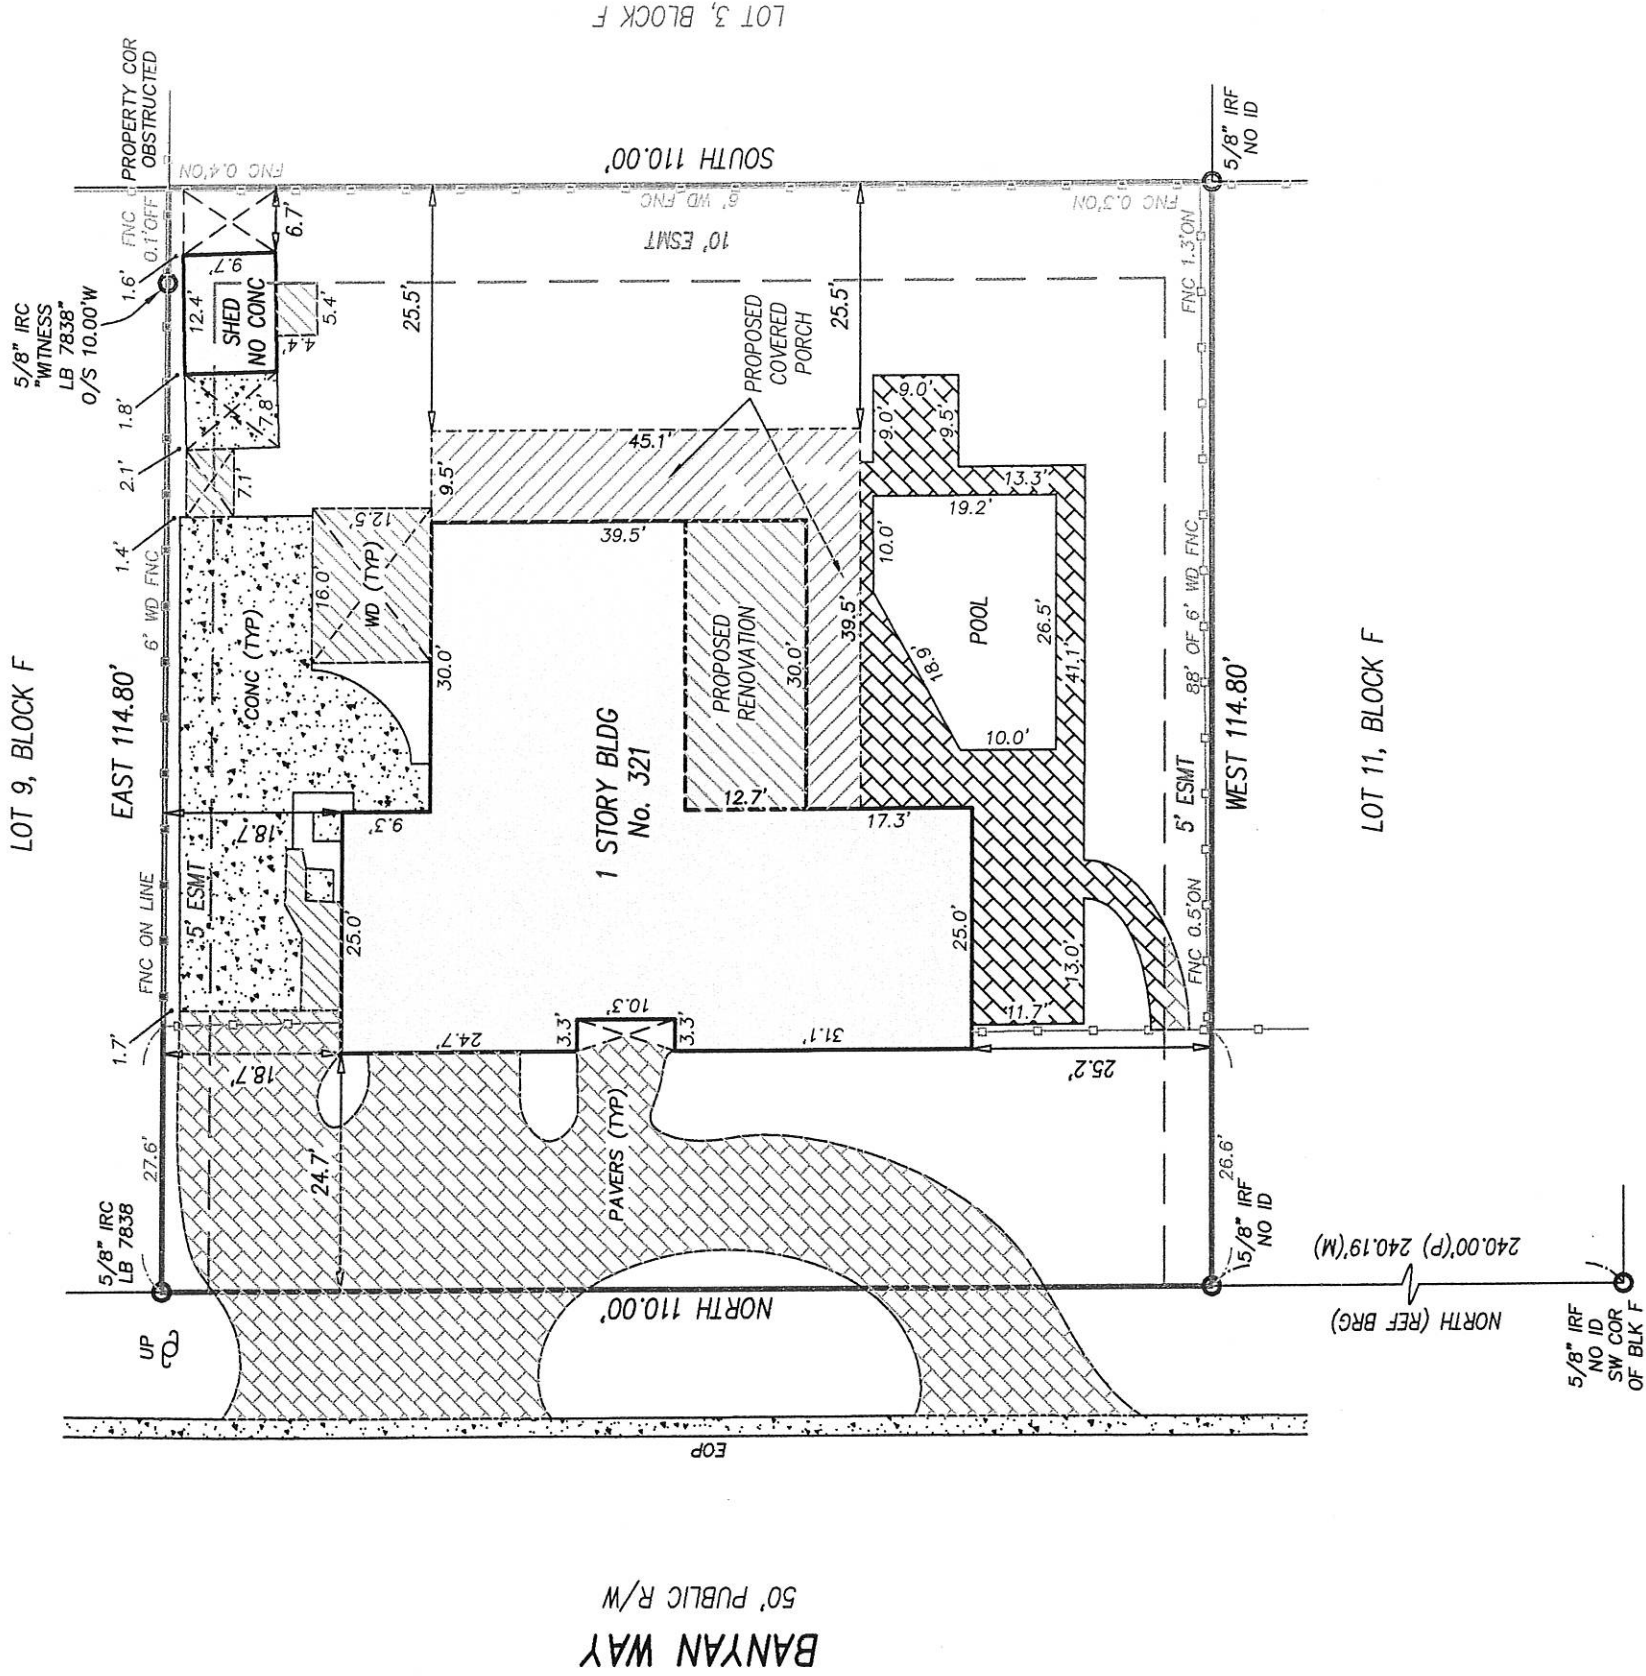 LOT 3, BLOCK F
PROPERTY COR
OBSTRUCTED
FNC 0.4'ON
SOUTH 110.00'
6' WD FNC
FNC 0.3'ON
5/8" IRF
NO ID
10' ESMT
FNC
0.1'OFF
6.7'
1.6'
9.7'
12.4'
SHED
NO CONC
5.4'
4.4'
5/8" IRC
"WITNESS
LB 7838"
O/S 10.00'W
1.8'
7.8'
2.1'
7.1'
1.4'
25.5'
25.5'
PROPOSED
COVERED
PORCH
45.1'
9.5'
39.5'
FNC 1.3'ON
9.0'
9.0'
9.5'
13.3'
19.2'
10.0'
POOL
26.5'
41.1'
18.9'
10.0'
88' OF 6' WD FNC
LOT 9, BLOCK F
EAST 114.80'
6' WD FNC
CONC (TYP)
16.0'
12.5'
WD (TYP)
30.0'
PROPOSED
RENOVATION
30.0'
39.5'
12.7'
17.3'
1 STORY BLDG
No. 321
WEST 114.80'
5' ESMT
LOT 11, BLOCK F
18.7'
9.3'
5' ESMT
FNC ON LINE
25.0'
25.0'
13.0'
11.7'
FNC 0.5'ON
1.7'
18.7'
24.7'
3.3'
10.3'
3.3'
31.1'
25.2'
27.6'
24.7'
PAVERS (TYP)
26.6'
5/8" IRC
LB 7838
5/8" IRF
NO ID
NORTH 110.00'
240.00'(P) 240.19'(M)
NORTH (REF BRG)
5/8" IRF
NO ID
SW COR
OF BLK F
UP
EOP
50' PUBLIC R/W
BANYAN WAY